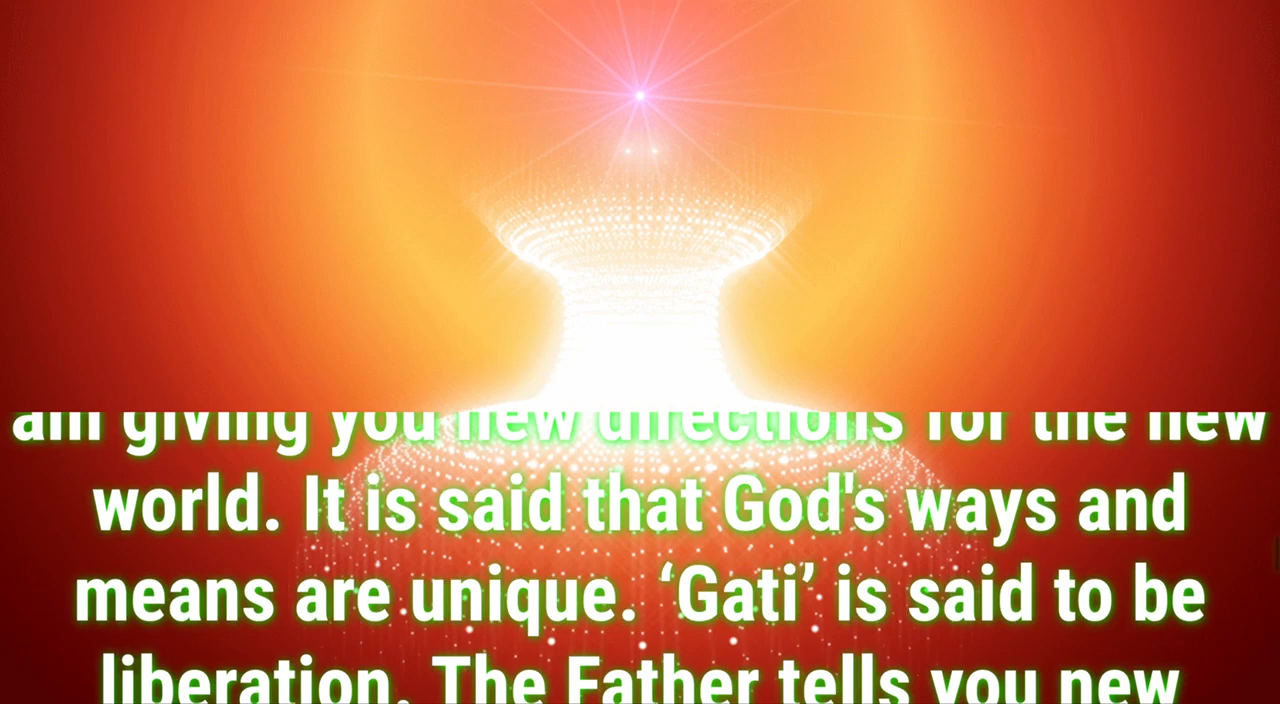 am giving you new directions for the new
world. It is said that God's ways and
means are unique. ‘Gati’ is said to be
liberation. The Father tells you new